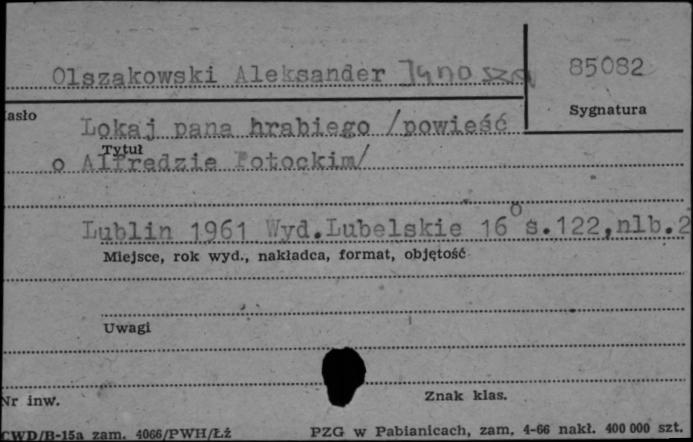 Olszakowski Aleksander Janosza
85082
asło
Sygnatura
Lokaj pana hrabiego /powieść
Tytuł
o Alfredzie Potockim/
Lublin 1961 Wyd.Lubelskie 16° s.122,nlb.2
Miejsce, rok wyd., nakładca, format, objętość
Uwagi
Nr inw.
Znak klas.
CWD/B-15a zam. 4066/PWH/Łź
PZG w Pabianicach, zam. 4-66 nakł. 400 000 szt.